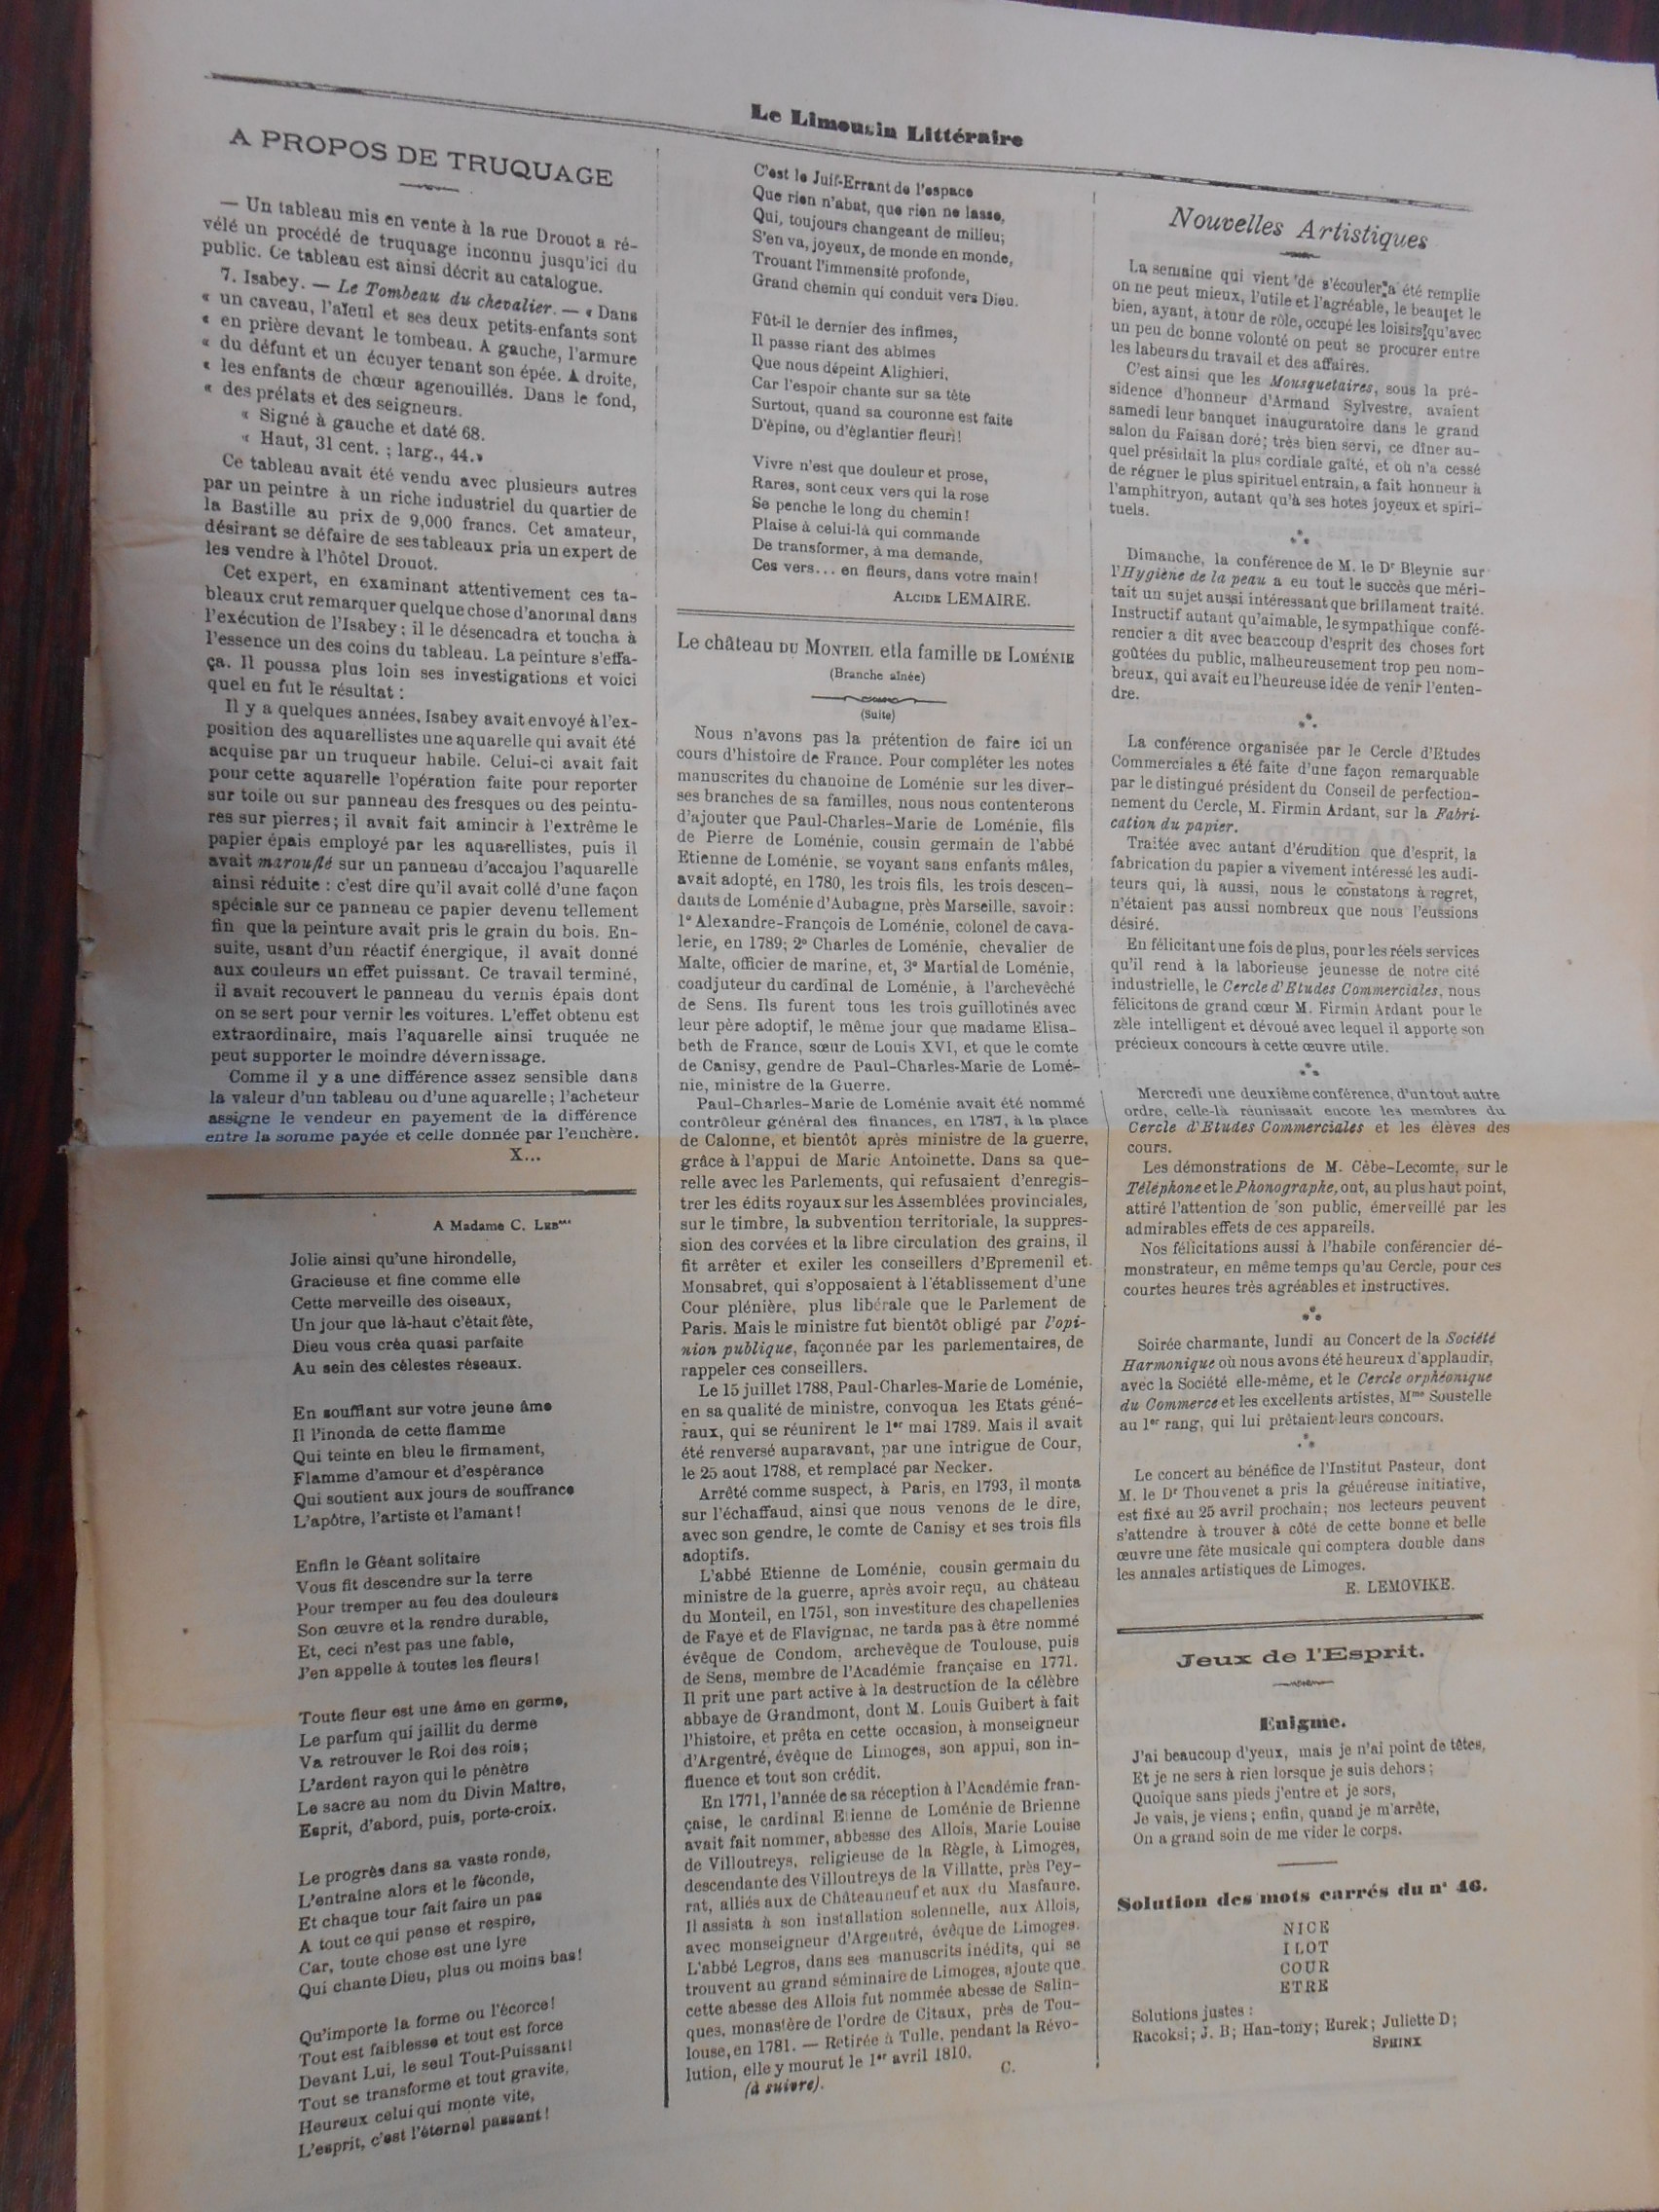 Le Limousin Littéraire
A PROPOS DE TRUQUAGE
— Un tableau mis en vente à la rue Drouot a ré-
vélé un procédé de truquage inconnu jusqu'ici du
public. Ce tableau est ainsi décrit au catalogue.
7. Isabey. — Le Tombeau du chevalier. — « Dans
« un caveau, l'aïeul et ses deux petits-enfants sont
« en prière devant le tombeau. A gauche, l'armure
« du défunt et un écuyer tenant son épée. A droite,
« les enfants de chœur agenouillés. Dans le fond,
« des prélats et des seigneurs.
« Signé à gauche et daté 68.
« Haut, 31 cent. ; larg., 44.»
Ce tableau avait été vendu avec plusieurs autres
par un peintre à un riche industriel du quartier de
la Bastille au prix de 9,000 francs. Cet amateur,
désirant se défaire de ses tableaux pria un expert de
les vendre à l'hôtel Drouot.
Cet expert, en examinant attentivement ces ta-
bleaux crut remarquer quelque chose d'anormal dans
l'exécution de l'Isabey ; il le désencadra et toucha à
l'essence un des coins du tableau. La peinture s'effa-
ça. Il poussa plus loin ses investigations et voici
quel en fut le résultat :
Il y a quelques années, Isabey avait envoyé à l'ex-
position des aquarellistes une aquarelle qui avait été
acquise par un truqueur habile. Celui-ci avait fait
pour cette aquarelle l'opération faite pour reporter
sur toile ou sur panneau des fresques ou des peintu-
res sur pierres ; il avait fait amincir à l'extrême le
papier épais employé par les aquarellistes, puis il
avait marouflé sur un panneau d'accajou l'aquarelle
ainsi réduite : c'est dire qu'il avait collé d'une façon
spéciale sur ce panneau ce papier devenu tellement
fin que la peinture avait pris le grain du bois. En-
suite, usant d'un réactif énergique, il avait donné
aux couleurs un effet puissant. Ce travail terminé,
il avait recouvert le panneau du vernis épais dont
on se sert pour vernir les voitures. L'effet obtenu est
extraordinaire, mais l'aquarelle ainsi truquée ne
peut supporter le moindre dévernissage.
Comme il y a une différence assez sensible dans
la valeur d'un tableau ou d'une aquarelle ; l'acheteur
assigne le vendeur en payement de la différence
entre la somme payée et celle donnée par l'enchère.
X...
A Madame C. LES***
Jolie ainsi qu'une hirondelle,
Gracieuse et fine comme elle
Cette merveille des oiseaux,
Un jour que là-haut c'était fête,
Dieu vous créa quasi parfaite
Au sein des célestes réseaux.
En soufflant sur votre jeune âme
Il l'inonda de cette flamme
Qui teinte en bleu le firmament,
Flamme d'amour et d'espérance
Qui soutient aux jours de souffrance
L'apôtre, l'artiste et l'amant !
Enfin le Géant solitaire
Vous fit descendre sur la terre
Pour tremper au feu des douleurs
Son œuvre et la rendre durable,
Et, ceci n'est pas une fable,
J'en appelle à toutes les fleurs !
Toute fleur est une âme en germe,
Le parfum qui jaillit du derme
Va retrouver le Roi des rois ;
L'ardent rayon qui le pénètre
Le sacre au nom du Divin Maître,
Esprit, d'abord, puis, porte-croix.
Le progrès dans sa vaste ronde,
L'entraîne alors et le féconde,
Et chaque tour fait faire un pas
A tout ce qui pense et respire,
Car, toute chose est une lyre
Qui chante Dieu, plus ou moins bas !
Qu'importe la forme ou l'écorce !
Tout est faiblesse et tout est force
Devant Lui, le seul Tout-Puissant !
Tout se transforme et tout gravite,
Heureux celui qui monte vite,
L'esprit, c'est l'éternel passant !
C'est le Juif-Errant de l'espace
Que rien n'abat, que rien ne lasse,
Qui, toujours changeant de milieu ;
S'en va, joyeux, de monde en monde,
Trouant l'immensité profonde,
Grand chemin qui conduit vers Dieu.
Fût-il le dernier des infimes,
Il passe riant des abîmes
Que nous dépeint Alighieri,
Car l'espoir chante sur sa tête
Surtout, quand sa couronne est faite
D'épine, ou d'églantier fleuri !
Vivre n'est que douleur et prose,
Rares, sont ceux vers qui la rose
Se penche le long du chemin !
Plaise à celui-là qui commande
De transformer, à ma demande,
Ces vers... en fleurs, dans votre main !
ALCIDE LEMAIRE.
Le château DU MONTEIL et la famille DE LOMÉNIE
(Branche aînée)
(Suite)
Nous n'avons pas la prétention de faire ici un
cours d'histoire de France. Pour compléter les notes
manuscrites du chanoine de Loménie sur les diver-
ses branches de sa familles, nous nous contenterons
d'ajouter que Paul-Charles-Marie de Loménie, fils
de Pierre de Loménie, cousin germain de l'abbé
Etienne de Loménie, se voyant sans enfants mâles,
avait adopté, en 1780, les trois fils, les trois descen-
dants de Loménie d'Aubagne, près Marseille, savoir :
1° Alexandre-François de Loménie, colonel de cava-
lerie, en 1789; 2° Charles de Loménie, chevalier de
Malte, officier de marine, et, 3° Martial de Loménie,
coadjuteur du cardinal de Loménie, à l'archevêché
de Sens. Ils furent tous les trois guillotinés avec
leur père adoptif, le même jour que madame Elisa-
beth de France, sœur de Louis XVI, et que le comte
de Canisy, gendre de Paul-Charles-Marie de Lomé-
nie, ministre de la Guerre.
Paul-Charles-Marie de Loménie avait été nommé
contrôleur général des finances, en 1787, à la place
de Calonne, et bientôt après ministre de la guerre,
grâce à l'appui de Marie Antoinette. Dans sa que-
relle avec les Parlements, qui refusaient d'enregis-
trer les édits royaux sur les Assemblées provinciales,
sur le timbre, la subvention territoriale, la suppres-
sion des corvées et la libre circulation des grains, il
fit arrêter et exiler les conseillers d'Epremenil et
Monsabret, qui s'opposaient à l'établissement d'une
Cour plénière, plus libérale que le Parlement de
Paris. Mais le ministre fut bientôt obligé par l'opi-
nion publique, façonnée par les parlementaires, de
rappeler ces conseillers.
Le 15 juillet 1788, Paul-Charles-Marie de Loménie,
en sa qualité de ministre, convoqua les Etats géné-
raux, qui se réunirent le 1er mai 1789. Mais il avait
été renversé auparavant, par une intrigue de Cour,
le 25 aout 1788, et remplacé par Necker.
Arrêté comme suspect, à Paris, en 1793, il monta
sur l'échaffaud, ainsi que nous venons de le dire,
avec son gendre, le comte de Canisy et ses trois fils
adoptifs.
L'abbé Etienne de Loménie, cousin germain du
ministre de la guerre, après avoir reçu, au château
du Monteil, en 1751, son investiture des chapellenies
de Faye et de Flavignac, ne tarda pas à être nommé
évêque de Condom, archevêque de Toulouse, puis
de Sens, membre de l'Académie française en 1771.
Il prit une part active à la destruction de la célèbre
abbaye de Grandmont, dont M. Louis Guibert à fait
l'histoire, et prêta en cette occasion, à monseigneur
d'Argentré, évêque de Limoges, son appui, son in-
fluence et tout son crédit.
En 1771, l'année de sa réception à l'Académie fran-
çaise, le cardinal Etienne de Loménie de Brienne
avait fait nommer, abbesse des Allois, Marie Louise
de Villoutreys, religieuse de la Règle, à Limoges,
descendante des Villoutreys de la Villatte, près Pey-
rat, alliés aux de Châteauneuf et aux du Masfaure.
Il assista à son installation solennelle, aux Allois,
avec monseigneur d'Argentré, évêque de Limoges.
L'abbé Legros, dans ses manuscrits inédits, qui se
trouvent au grand séminaire de Limoges, ajoute que
cette abesse des Allois fut nommée abesse de Salin-
ques, monastère de l'ordre de Citaux, près de Tou-
louse, en 1781. — Retirée à Tulle, pendant la Révo-
lution, elle y mourut le 1er avril 1810.
C.
(à suivre).
Nouvelles Artistiques
La semaine qui vient de s'écouler a été remplie
on ne peut mieux, l'utile et l'agréable, le beau et le
bien, ayant, à tour de rôle, occupé les loisirs qu'avec
un peu de bonne volonté on peut se procurer entre
les labeurs du travail et des affaires.
C'est ainsi que les Mousquetaires, sous la pré-
sidence d'honneur d'Armand Sylvestre, avaient
samedi leur banquet inauguratoire dans le grand
salon du Faisan doré; très bien servi, ce dîner au-
quel présidait la plus cordiale gaîté, et où n'a cessé
de régner le plus spirituel entrain, a fait honneur à
l'amphitryon, autant qu'à ses hotes joyeux et spiri-
tuels.
Dimanche, la conférence de M. le Dr Bleynie sur
l'Hygiène de la peau a eu tout le succès que méri-
tait un sujet aussi intéressant que brillament traité.
Instructif autant qu'aimable, le sympathique confé-
rencier a dit avec beaucoup d'esprit des choses fort
goûtées du public, malheureusement trop peu nom-
breux, qui avait eu l'heureuse idée de venir l'enten-
dre.
La conférence organisée par le Cercle d'Etudes
Commerciales a été faite d'une façon remarquable
par le distingué président du Conseil de perfection-
nement du Cercle, M. Firmin Ardant, sur la Fabri-
cation du papier.
Traitée avec autant d'érudition que d'esprit, la
fabrication du papier a vivement intéressé les audi-
teurs qui, là aussi, nous le constatons à regret,
n'étaient pas aussi nombreux que nous l'eussions
désiré.
En félicitant une fois de plus, pour les réels services
qu'il rend à la laborieuse jeunesse de notre cité
industrielle, le Cercle d'Etudes Commerciales, nous
félicitons de grand cœur M. Firmin Ardant pour le
zèle intelligent et dévoué avec lequel il apporte son
précieux concours à cette œuvre utile.
Mercredi une deuxième conférence, d'un tout autre
ordre, celle-là réunissait encore les membres du
Cercle d'Etudes Commerciales et les élèves des
cours.
Les démonstrations de M. Cèbe-Lecomte, sur le
Téléphone et le Phonographe, ont, au plus haut point,
attiré l'attention de son public, émerveillé par les
admirables effets de ces appareils.
Nos félicitations aussi à l'habile conférencier dé-
monstrateur, en même temps qu'au Cercle, pour ces
courtes heures très agréables et instructives.
Soirée charmante, lundi au Concert de la Société
Harmonique où nous avons été heureux d'applaudir,
avec la Société elle-même, et le Cercle orphéonique
du Commerce et les excellents artistes, Mme Soustelle
au 1er rang, qui lui prêtaient leurs concours.
Le concert au bénéfice de l'Institut Pasteur, dont
M. le Dr Thouvenet a pris la généreuse initiative,
est fixé au 25 avril prochain; nos lecteurs peuvent
s'attendre à trouver à côté de cette bonne et belle
œuvre une fête musicale qui comptera double dans
les annales artistiques de Limoges.
E. LEMOVIKE.
Jeux de l'Esprit.
Enigme.
J'ai beaucoup d'yeux, mais je n'ai point de têtes,
Et je ne sers à rien lorsque je suis dehors ;
Quoique sans pieds j'entre et je sors,
Je vais, je viens ; enfin, quand je m'arrête,
On a grand soin de me vider le corps.
Solution des mots carrés du n° 16.
NICE
ILOT
COUR
ETRE
Solutions justes :
Racoksi; J. B; Han-tony; Eurek; Juliette D;
SPHINX